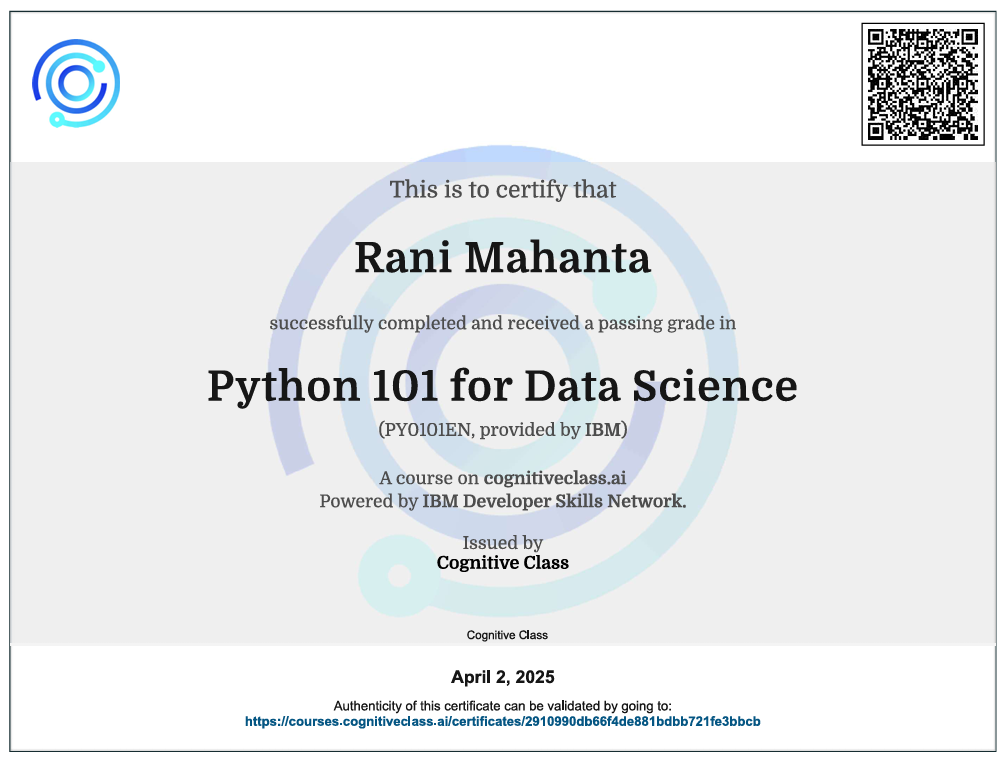 This is to certify that
Rani Mahanta
successfully completed and received a passing grade in
Python 101 for Data Science
(PY0101EN, provided by IBM)
A course on cognitiveclass.ai
Powered by IBM Developer Skills Network.
Issued by
Cognitive Class
Cognitive Class
April 2, 2025
Authenticity of this certificate can be validated by going to:
https://courses.cognitiveclass.ai/certificates/2910990db66f4de881bdbb721fe3bbcb